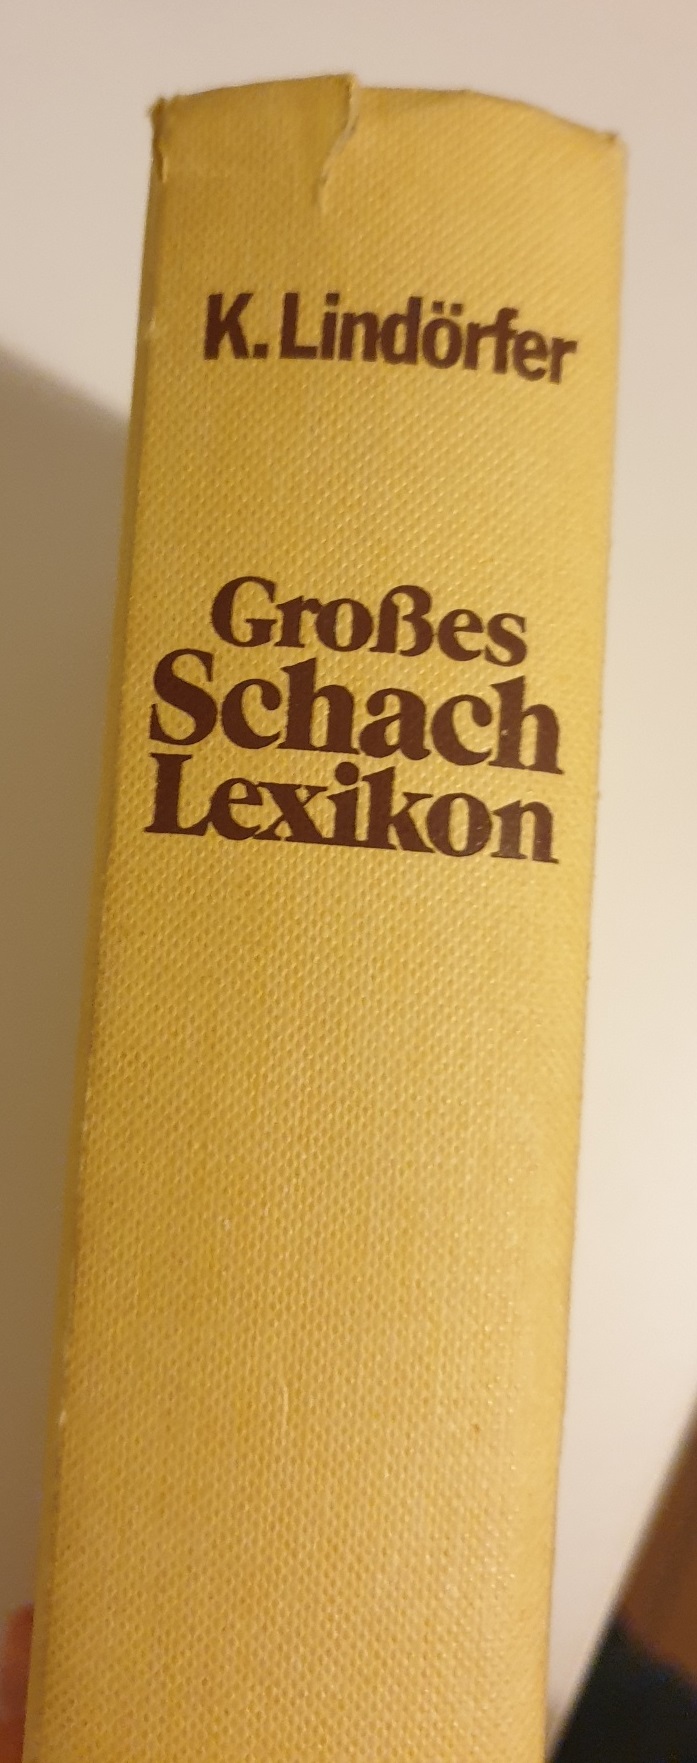 K. Lindörfer
Großes
Schach
Lexikon